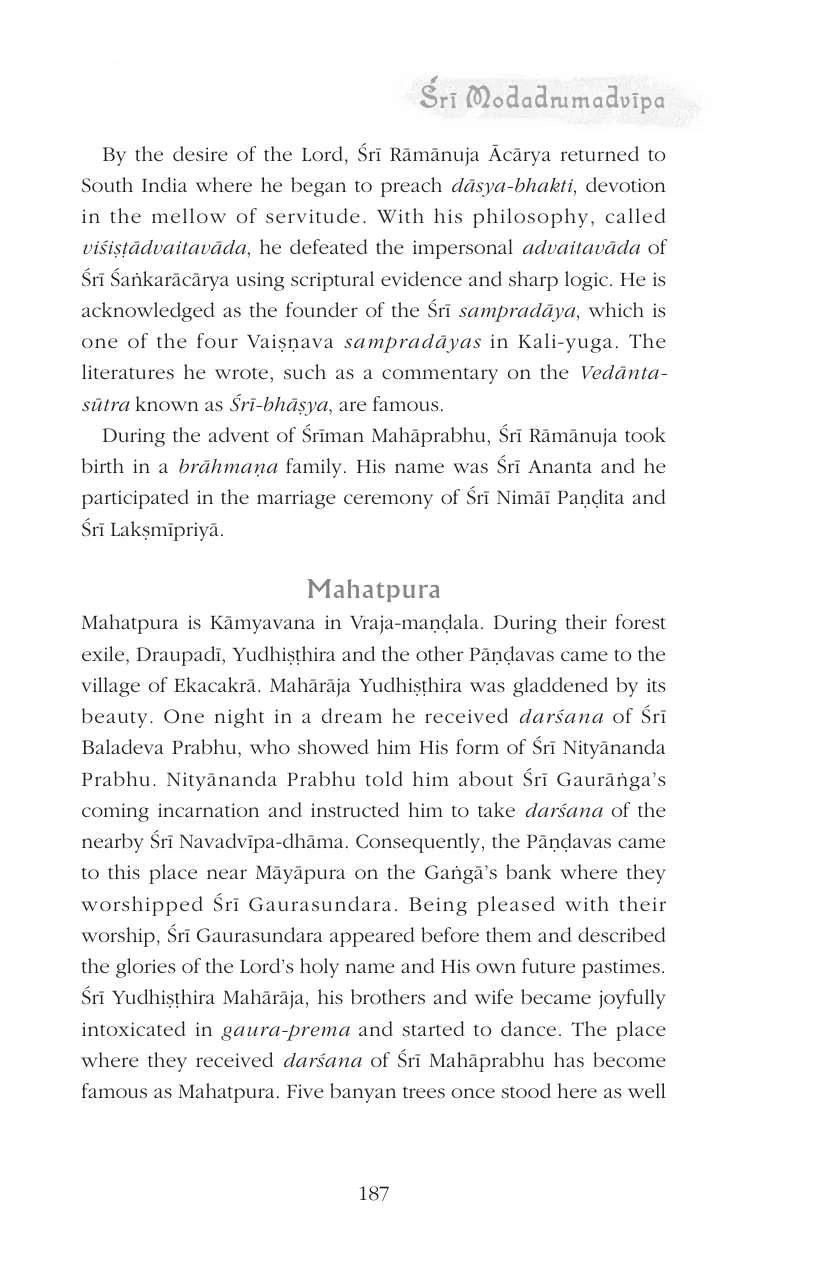 Śrī Modadrumadvīpa
By the desire of the Lord, Śrī Rāmānuja Ācārya returned to
South India where he began to preach dāsya-bhakti, devotion
in the mellow of servitude. With his philosophy, called
viśiṣṭādvaitavāda, he defeated the impersonal advaitavāda of
Śrī Śaṅkarācārya using scriptural evidence and sharp logic. He is
acknowledged as the founder of the Śrī sampradāya, which is
one of the four Vaiṣṇava sampradāyas in Kali-yuga. The
literatures he wrote, such as a commentary on the Vedānta-
sūtra known as Śrī-bhāṣya, are famous.
During the advent of Śrīman Mahāprabhu, Śrī Rāmānuja took
birth in a brāhmaṇa family. His name was Śrī Ananta and he
participated in the marriage ceremony of Śrī Nimāī Paṇḍita and
Śrī Lakṣmīpriyā.
Mahatpura
Mahatpura is Kāmyavana in Vraja-maṇḍala. During their forest
exile, Draupadī, Yudhiṣṭhira and the other Pāṇḍavas came to the
village of Ekacakrā. Mahārāja Yudhiṣṭhira was gladdened by its
beauty. One night in a dream he received darśana of Śrī
Baladeva Prabhu, who showed him His form of Śrī Nityānanda
Prabhu. Nityānanda Prabhu told him about Śrī Gaurāṅga’s
coming incarnation and instructed him to take darśana of the
nearby Śrī Navadvīpa-dhāma. Consequently, the Pāṇḍavas came
to this place near Māyāpura on the Gaṅgā’s bank where they
worshipped Śrī Gaurasundara. Being pleased with their
worship, Śrī Gaurasundara appeared before them and described
the glories of the Lord’s holy name and His own future pastimes.
Śrī Yudhiṣṭhira Mahārāja, his brothers and wife became joyfully
intoxicated in gaura-prema and started to dance. The place
where they received darśana of Śrī Mahāprabhu has become
famous as Mahatpura. Five banyan trees once stood here as well
187